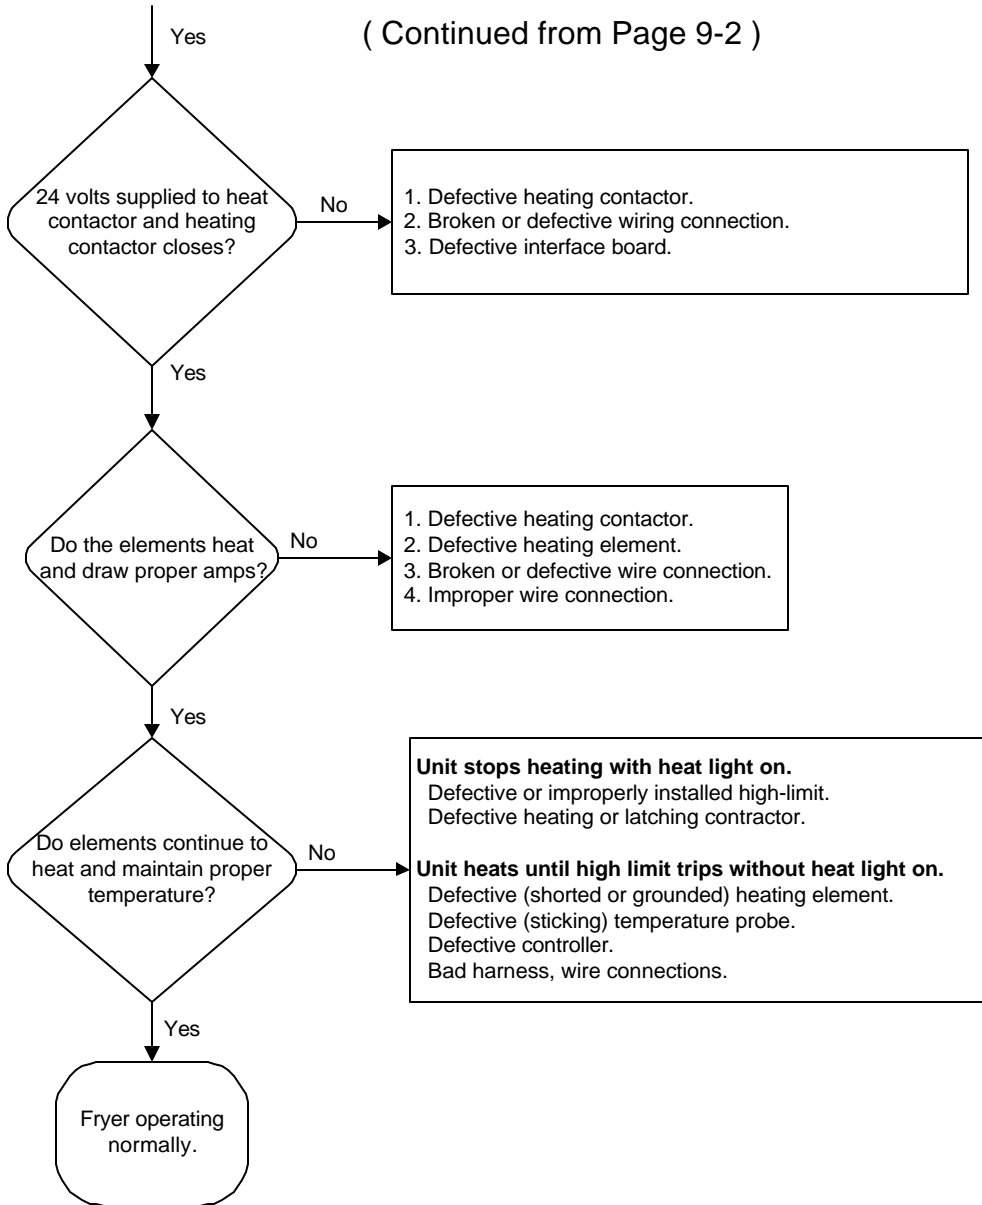 Yes
( Continued from Page 9-2 )
24 volts supplied to heat
contactor and heating
contactor closes?
No
1. Defective heating contactor.
2. Broken or defective wiring connection.
3. Defective interface board.
Yes
Do the elements heat
and draw proper amps?
No
1. Defective heating contactor.
2. Defective heating element.
3. Broken or defective wire connection.
4. Improper wire connection.
Yes
Do elements continue to
heat and maintain proper
temperature?
No
Unit stops heating with heat light on.
Defective or improperly installed high-limit.
Defective heating or latching contractor.
Unit heats until high limit trips without heat light on.
Defective (shorted or grounded) heating element.
Defective (sticking) temperature probe.
Defective controller.
Bad harness, wire connections.
Yes
Fryer operating
normally.